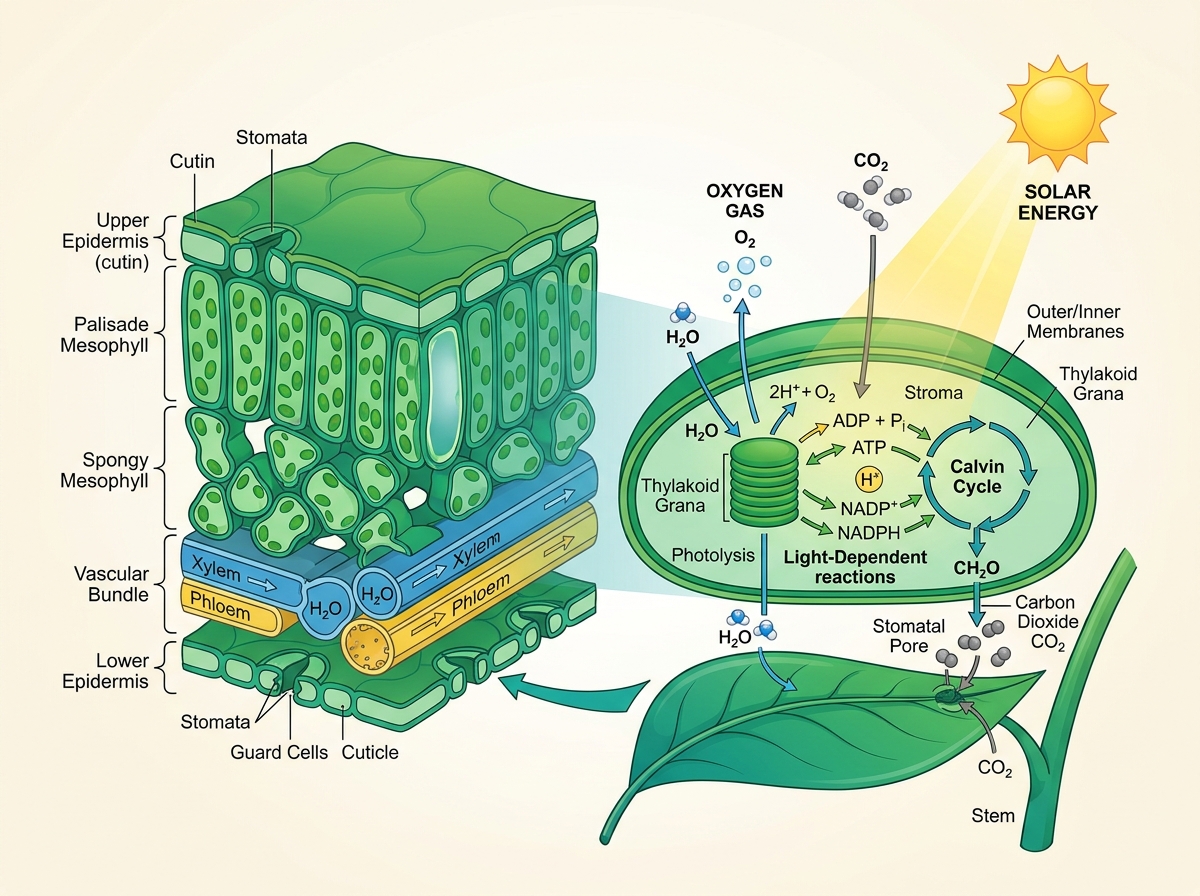 Stomata
Cutin
Upper
Epidermis
(cutin)
Palisade
Mesophyll
Spongy
Mesophyll
Vascular
Bundle
Lower
Epidermis
Xylem
Phloem
H₂O
H₂O
Xylem
Phloem
Stomata
Guard Cells
Cuticle
SOLAR
ENERGY
CO₂
OXYGEN
GAS
O₂
H₂O
Outer/Inner
Membranes
Thylakoid
Grana
2H⁺ + O₂
Stroma
H₂O
ADP + Pᵢ
ATP
H⁺
NADP⁺
NADPH
Calvin
Cycle
Thylakoid
Grana
Photolysis
Light-Dependent
reactions
CH₂O
H₂O
Stomatal
Pore
Carbon
Dioxide
CO₂
CO₂
Stem